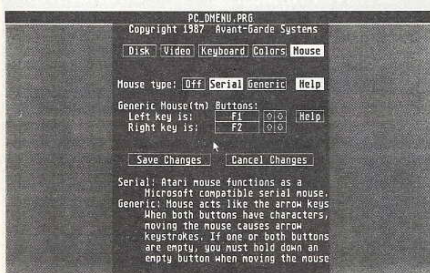 PC_DMENU.PRG
Copyright 1987 Avant-Garde Systems
Disk Video Keyboard Colors Mouse
Mouse type: Off Serial Generic Help
Generic Mouse(tm) Buttons:
Left key is: F1 Help
Right key is: F2
Save Changes Cancel Changes
Serial: Atari mouse functions as a
Microsoft compatible serial mouse.
Generic: Mouse acts like the arrow keys
When both buttons have characters,
moving the mouse causes arrow
keystrokes. If one or both buttons
are empty, you must hold down an
empty button when moving the mouse